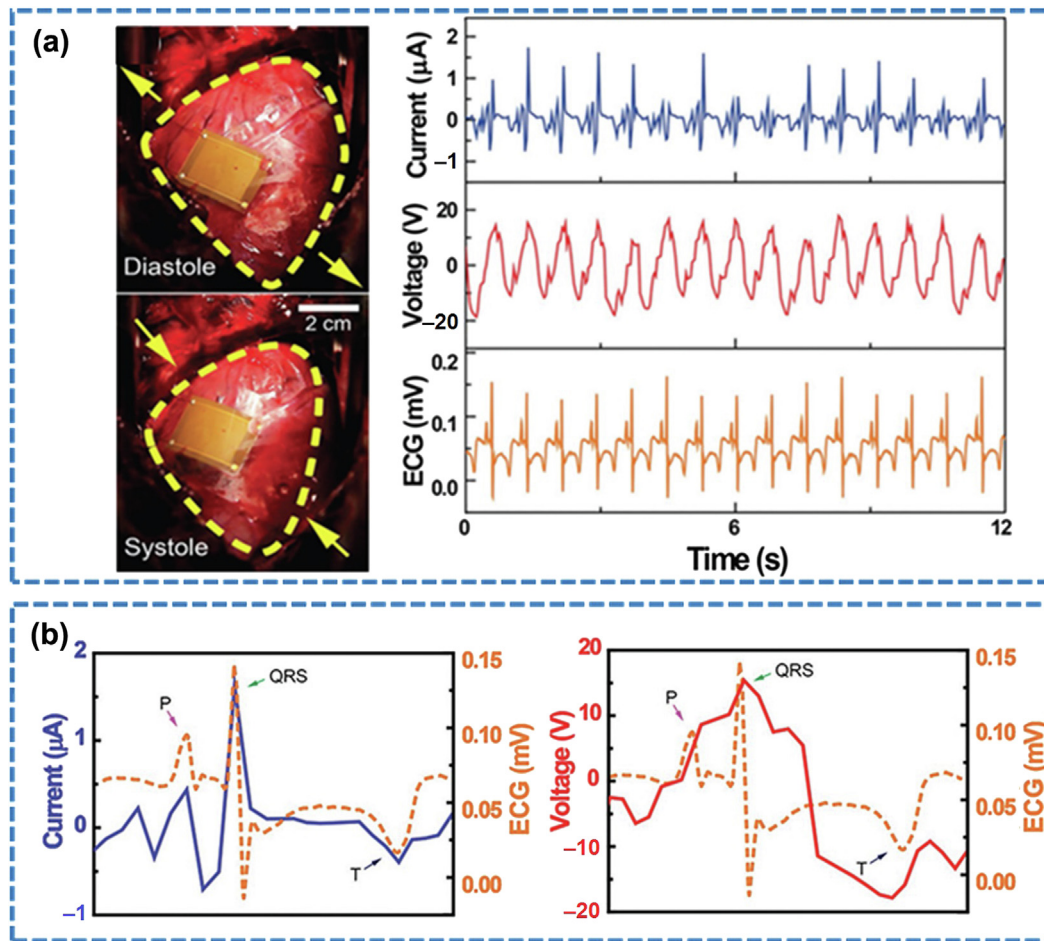 (a)
Diastole
2 cm
Systole
Current (μA)
2
1
0
–1
Voltage (V)
20
0
–20
ECG (mV)
0.2
0.1
0.0
0
6
12
Time (s)
(b)
Current (μA)
2
1
0
–1
P
QRS
T
0.15
0.10
0.05
0.00
ECG (mV)
Voltage (V)
20
10
0
–10
–20
P
QRS
T
0.15
0.10
0.05
0.00
ECG (mV)